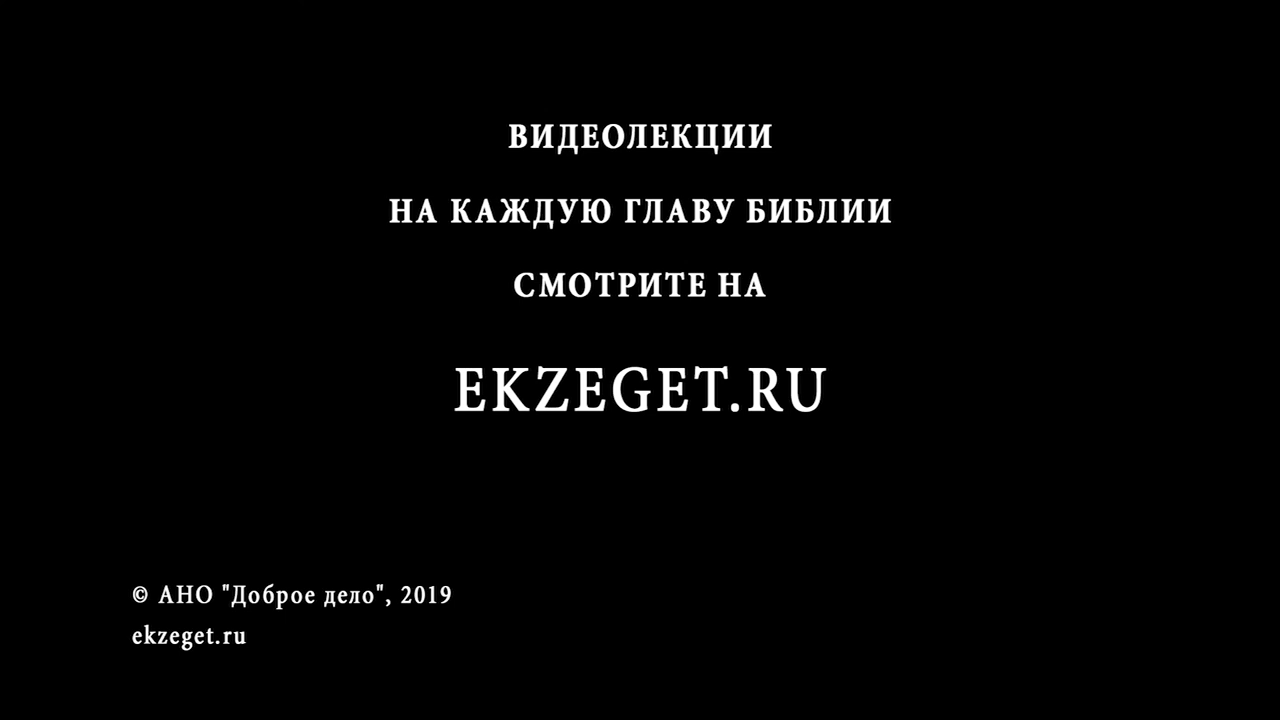 ВИДЕОЛЕКЦИИ
НА КАЖДУЮ ГЛАВУ БИБЛИИ
СМОТРИТЕ НА
EKZEGET.RU
© АНО "Доброе дело", 2019
ekzeget.ru